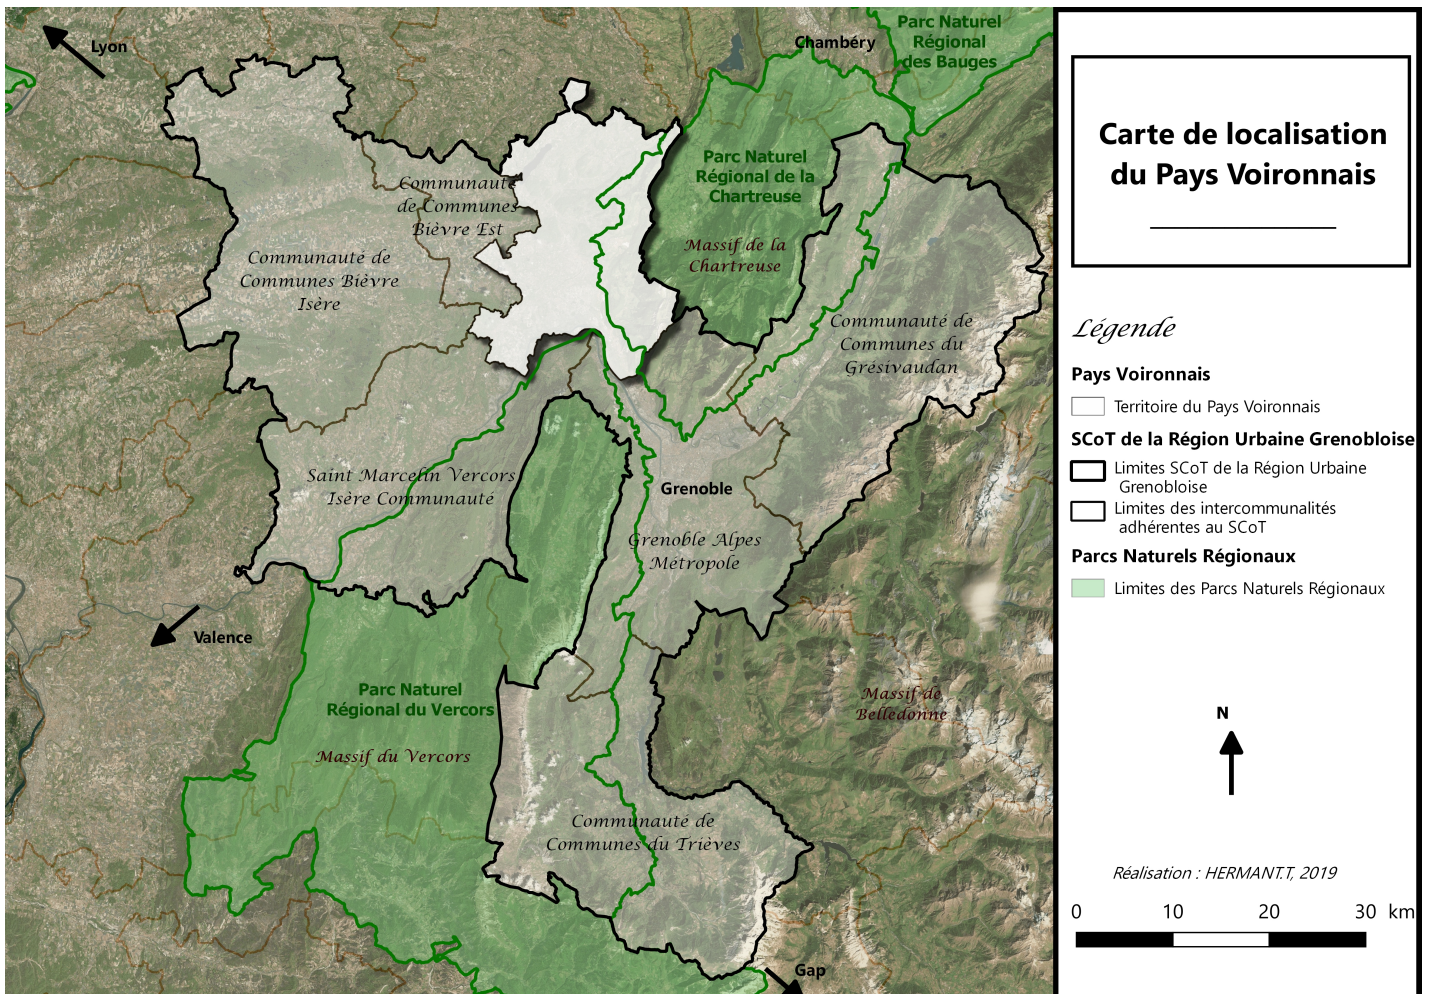 Lyon
Chambéry
Parc Naturel
Régional
des Bauges
Parc Naturel
Régional de la
Chartreuse
Massif de la
Chartreuse
Communauté
de Communes
Bièvre Est
Communauté de
Communes Bièvre
Isère
Communauté de
Communes du
Grésivaudan
Saint Marcelin Vercors
Isère Communauté
Grenoble
Grenoble Alpes
Métropole
Valence
Parc Naturel
Régional du Vercors
Massif du Vercors
Massif de
Belledonne
Communauté de
Communes du Trièves
Gap
Carte de localisation
du Pays Voironnais
Légende
Pays Voironnais
Territoire du Pays Voironnais
SCoT de la Région Urbaine Grenobloise
Limites SCoT de la Région Urbaine
Grenobloise
Limites des intercommunalités
adhérentes au SCoT
Parcs Naturels Régionaux
Limites des Parcs Naturels Régionaux
N
Réalisation : HERMANT.T, 2019
0 10 20 30 km